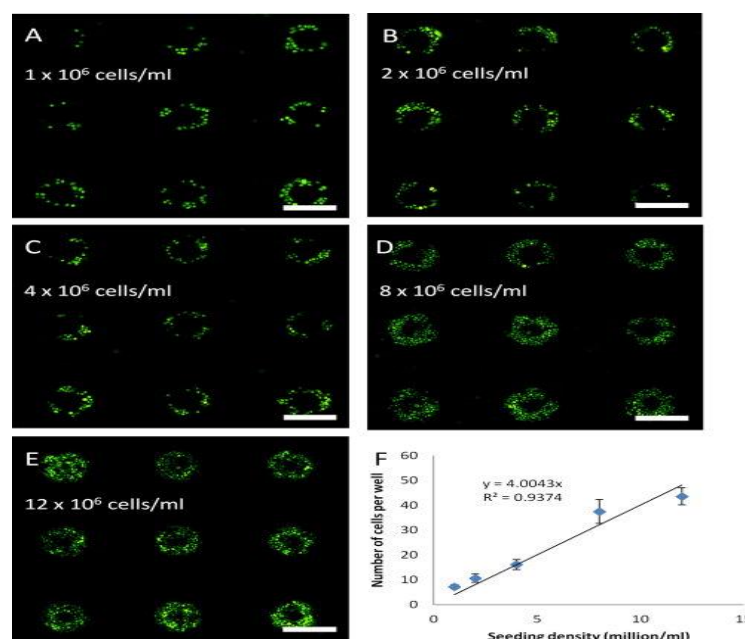 A
1 x 10⁶ cells/ml
B
2 x 10⁶ cells/ml
C
4 x 10⁶ cells/ml
D
8 x 10⁶ cells/ml
E
12 x 10⁶ cells/ml
F
60
50
40
30
20
10
0
Number of cells per well
y = 4.0043x
R² = 0.9374
0 5 10 15
Seeding density (million/ml)